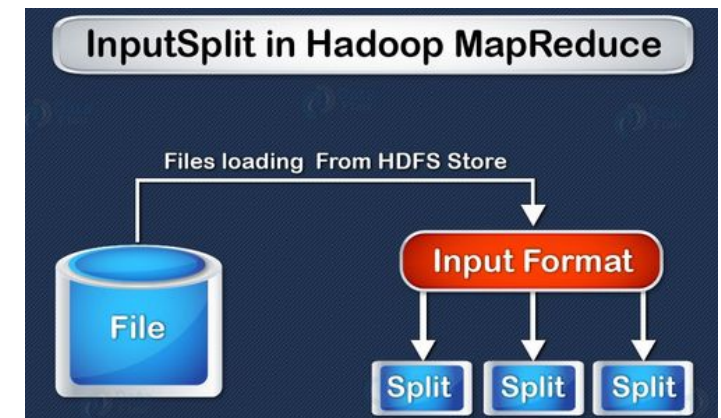 InputSplit in Hadoop MapReduce
Files loading From HDFS Store
Input Format
File
Split Split Split